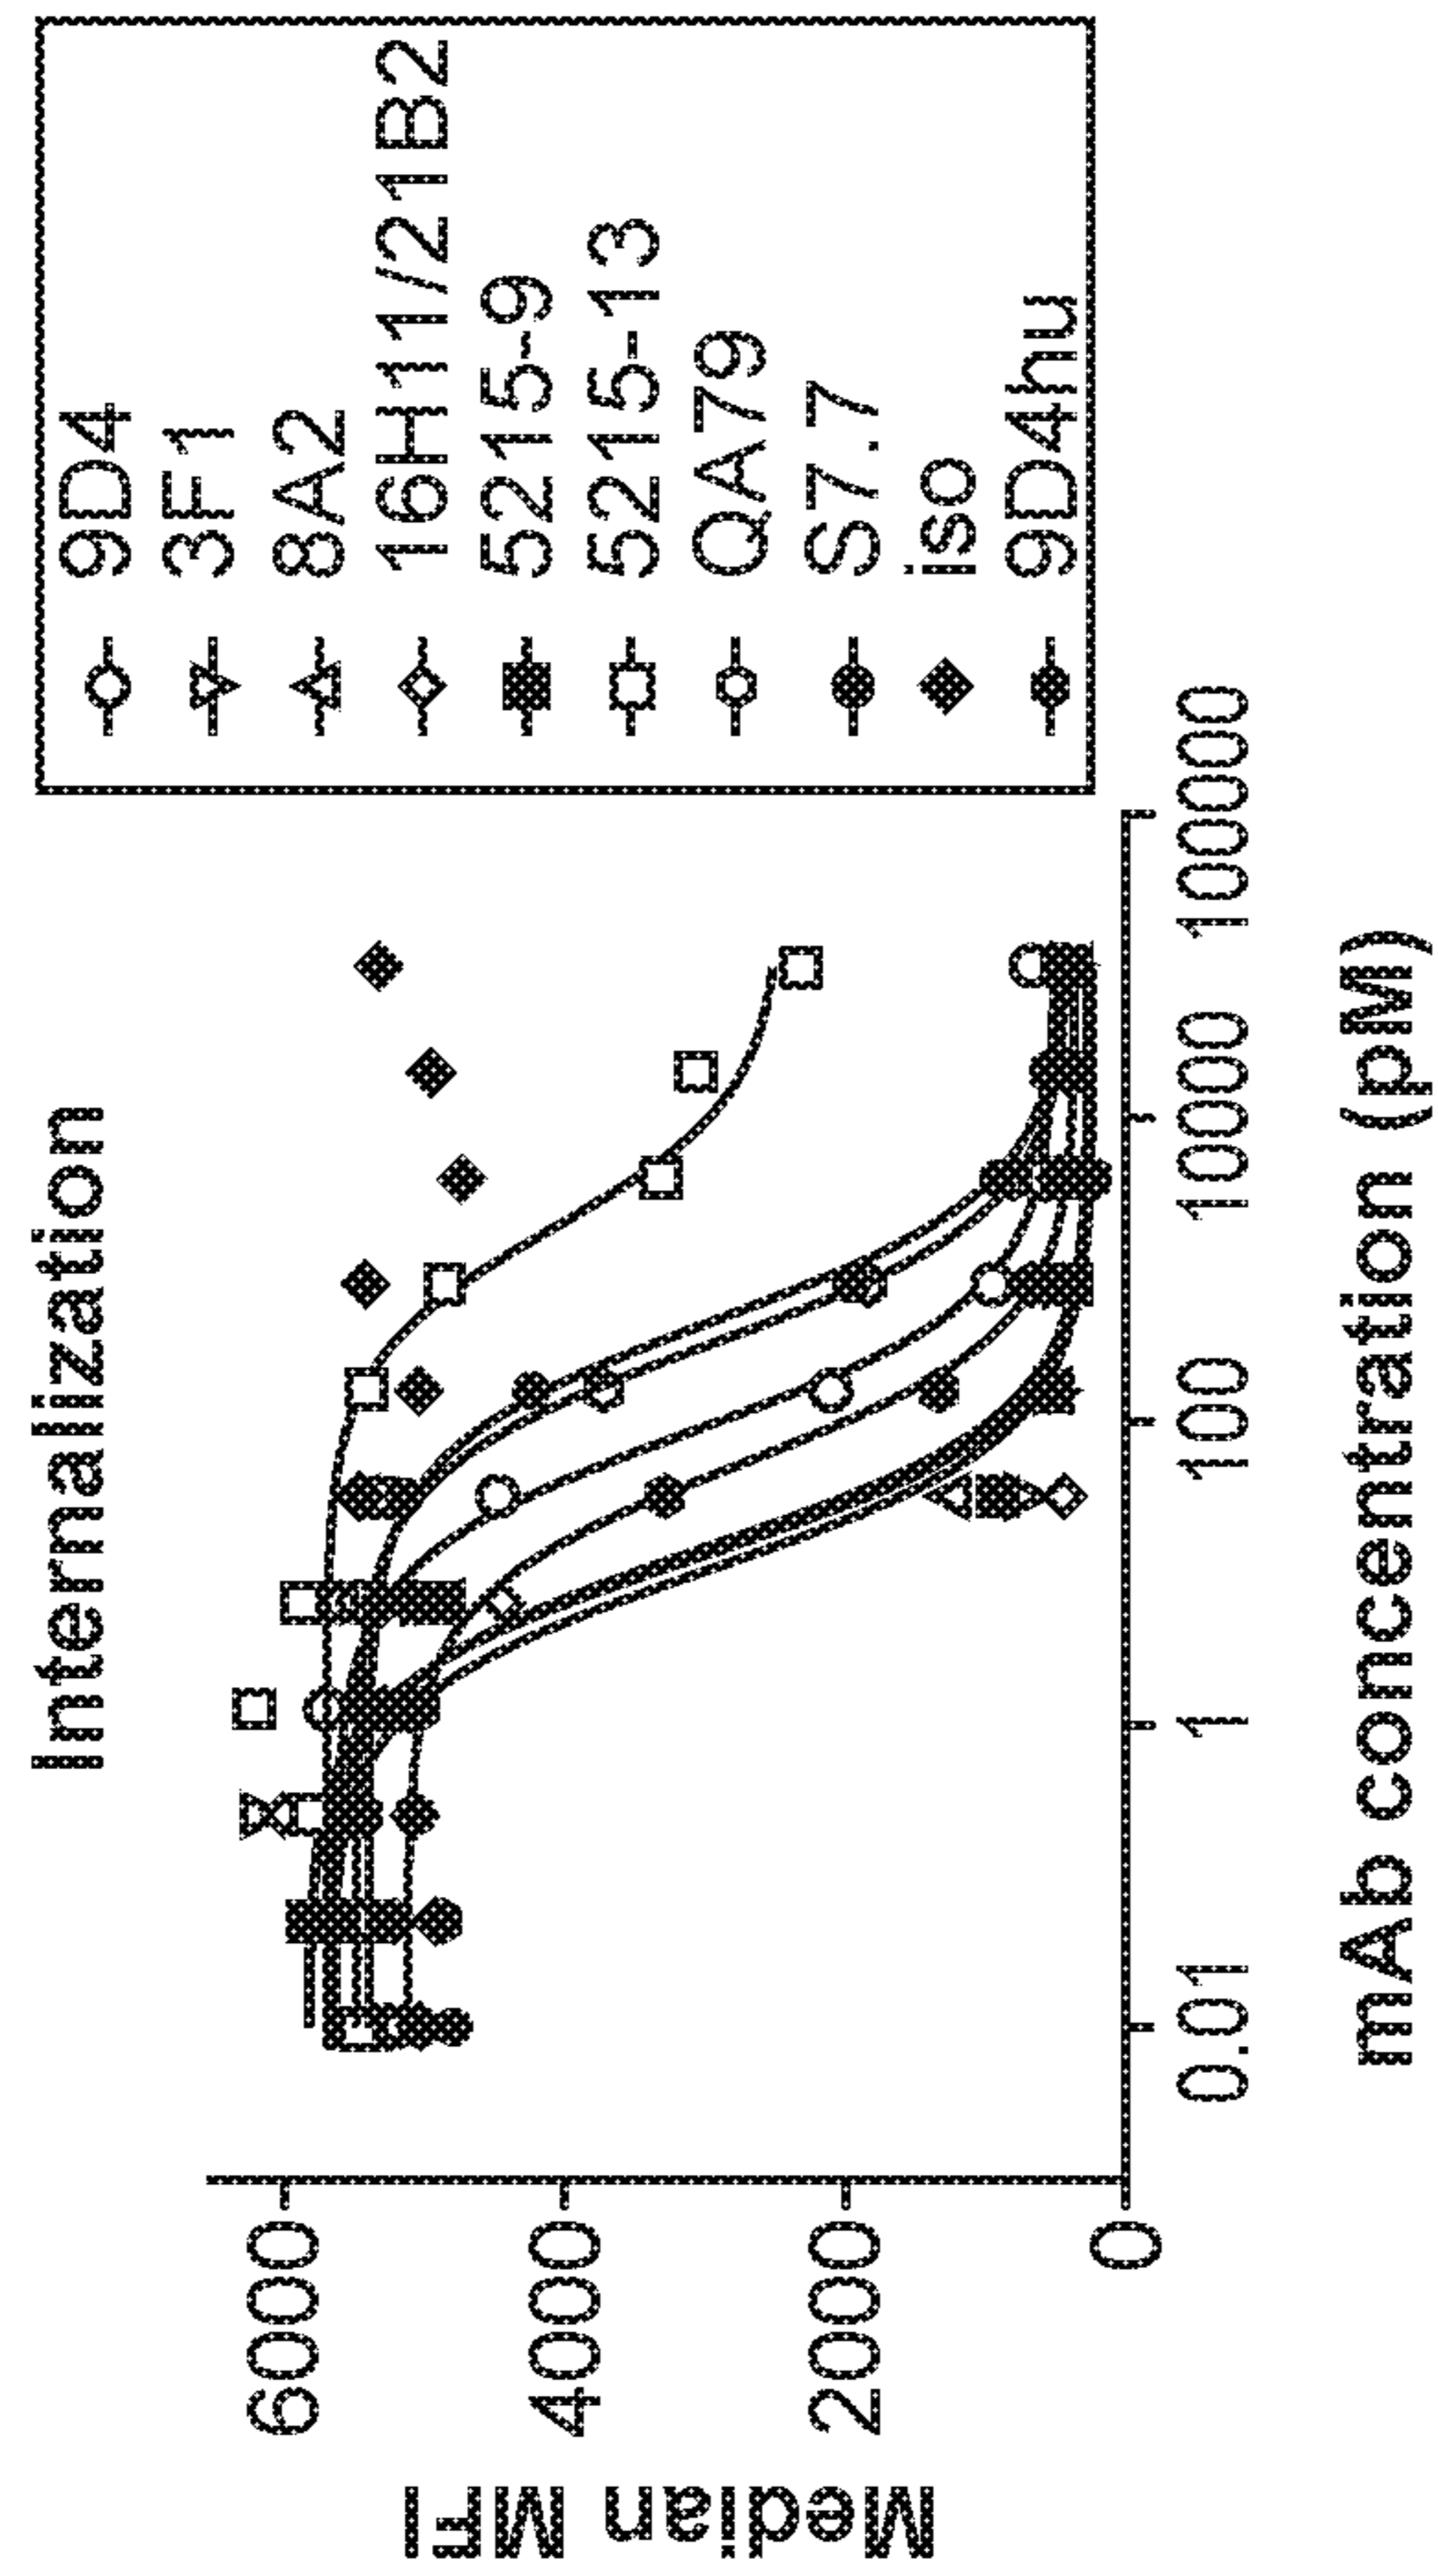 Internalization
Median MFI
6000
4000
2000
0
0.01
1
100
10000
100000
mAb concentration (pM)
9D4
3F1
8A2
16H11/21B2
5215-9
5215-13
QA79
S7.7
iso
9D4hu